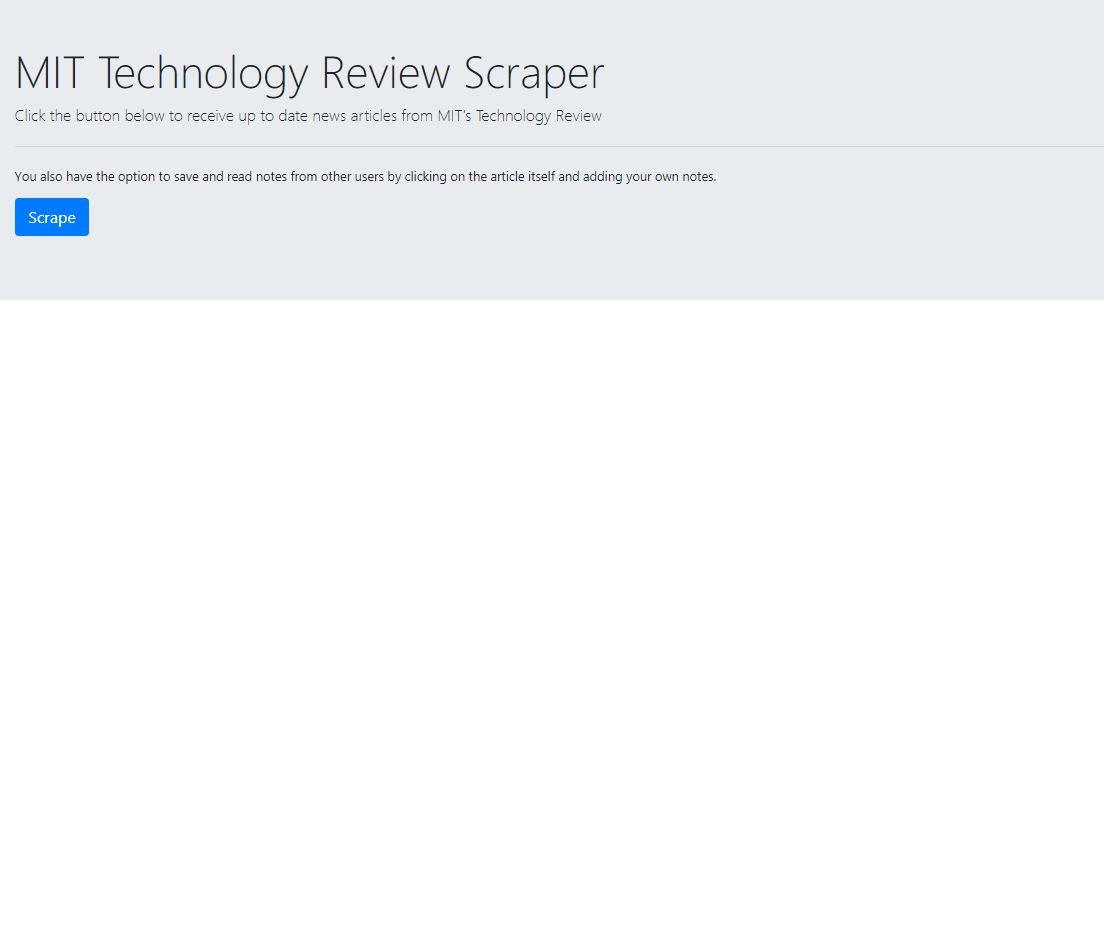 MIT Technology Review Scraper
Click the button below to receive up to date news articles from MIT's Technology Review
You also have the option to save and read notes from other users by clicking on the article itself and adding your own notes.
Scrape